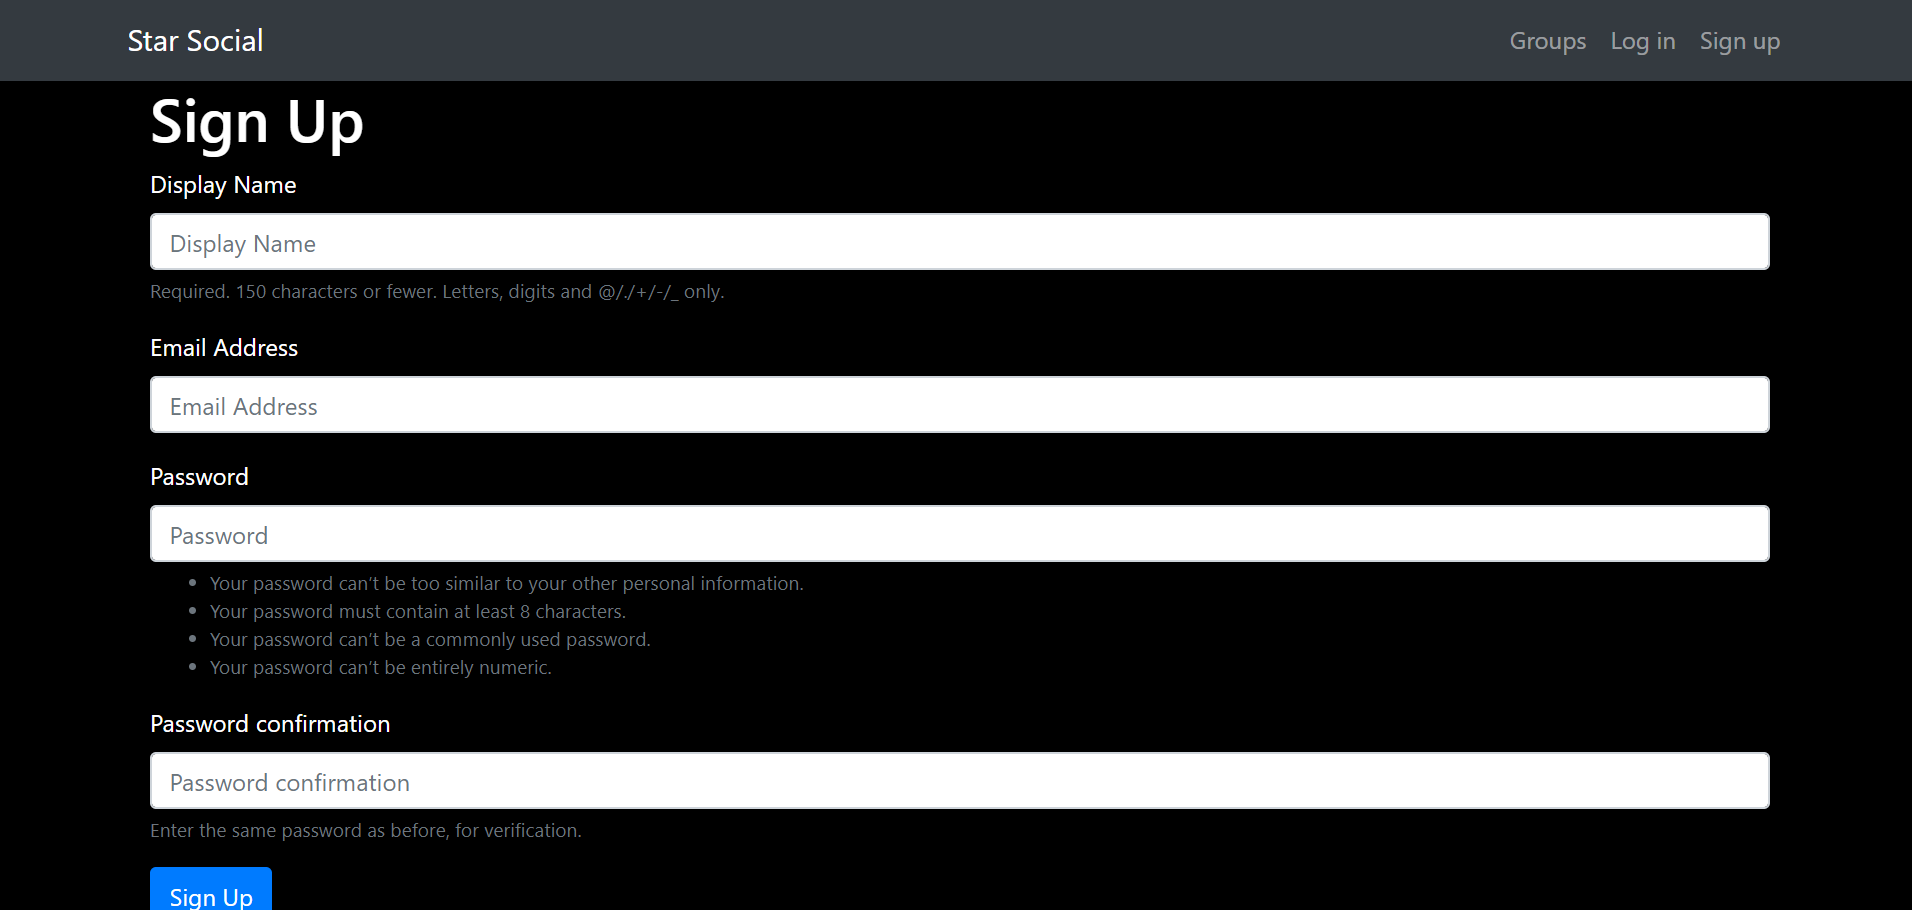 Star Social
Groups Log in Sign up
Sign Up
Display Name
Display Name
Required. 150 characters or fewer. Letters, digits and @/./+/-/_ only.
Email Address
Email Address
Password
Password
Your password can’t be too similar to your other personal information.
Your password must contain at least 8 characters.
Your password can’t be a commonly used password.
Your password can’t be entirely numeric.
Password confirmation
Password confirmation
Enter the same password as before, for verification.
Sign Up